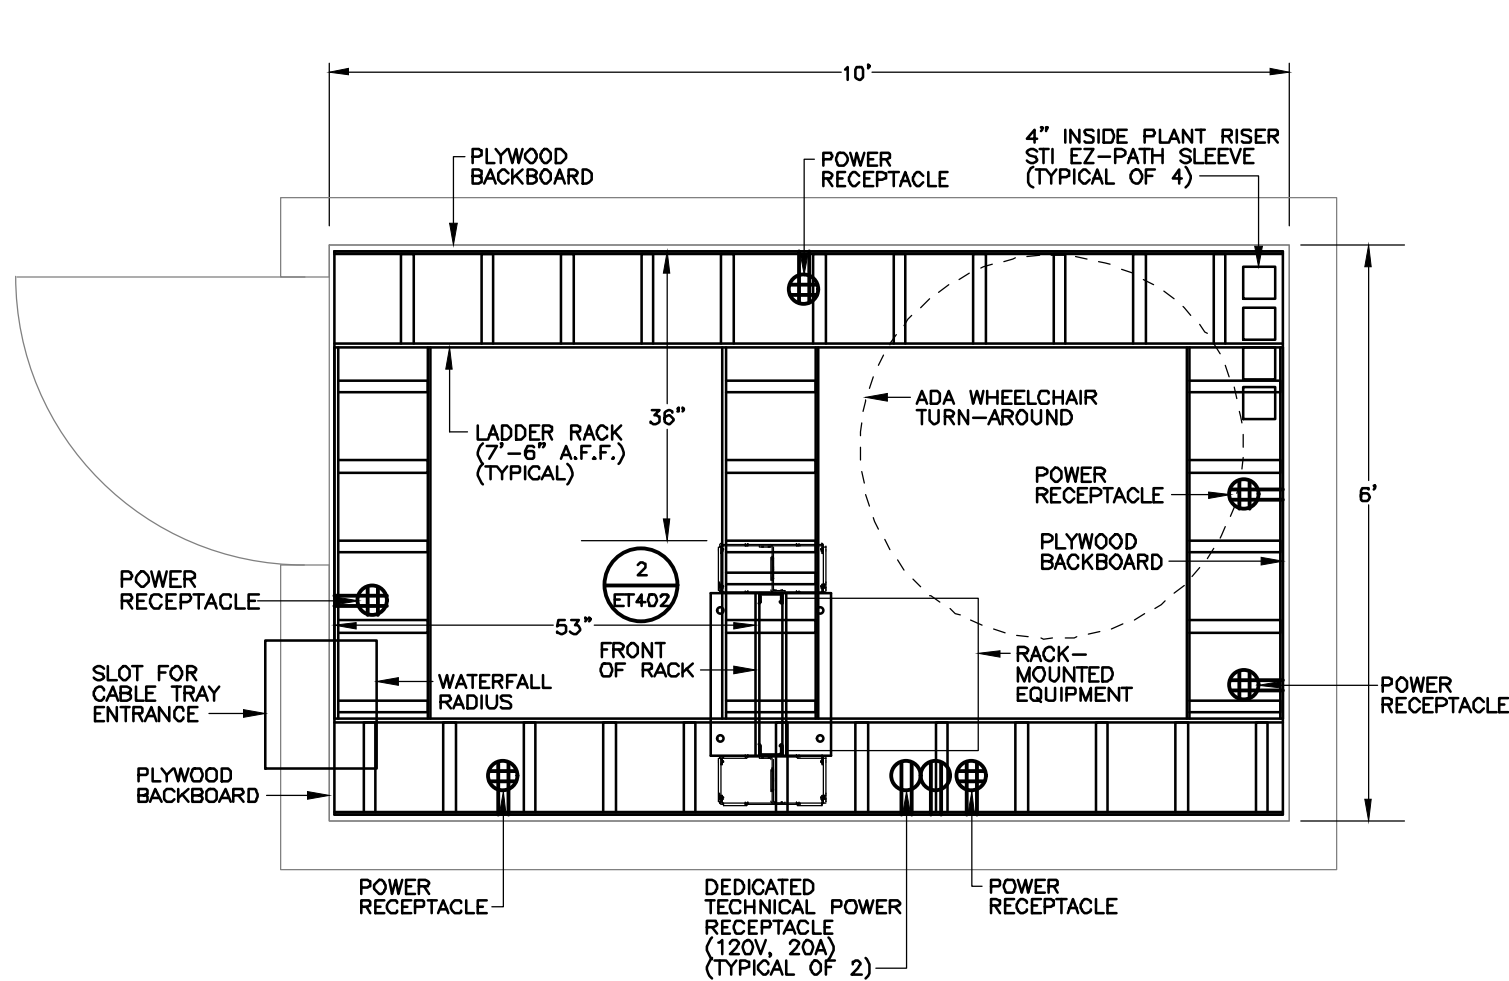 10'
4" INSIDE PLANT RISER
STI EZ-PATH SLEEVE
(TYPICAL OF 4)
PLYWOOD
BACKBOARD
POWER
RECEPTACLE
ADA WHEELCHAIR
TURN-AROUND
36"
LADDER RACK
(7'-6" A.F.F.)
(TYPICAL)
POWER
RECEPTACLE
6'
PLYWOOD
BACKBOARD
2
ET402
POWER
RECEPTACLE
53"
FRONT
OF RACK
RACK-
MOUNTED
EQUIPMENT
SLOT FOR
CABLE TRAY
ENTRANCE
WATERFALL
RADIUS
POWER
RECEPTACLE
PLYWOOD
BACKBOARD
POWER
RECEPTACLE
DEDICATED
TECHNICAL POWER
RECEPTACLE
(120V, 20A)
(TYPICAL OF 2)
POWER
RECEPTACLE